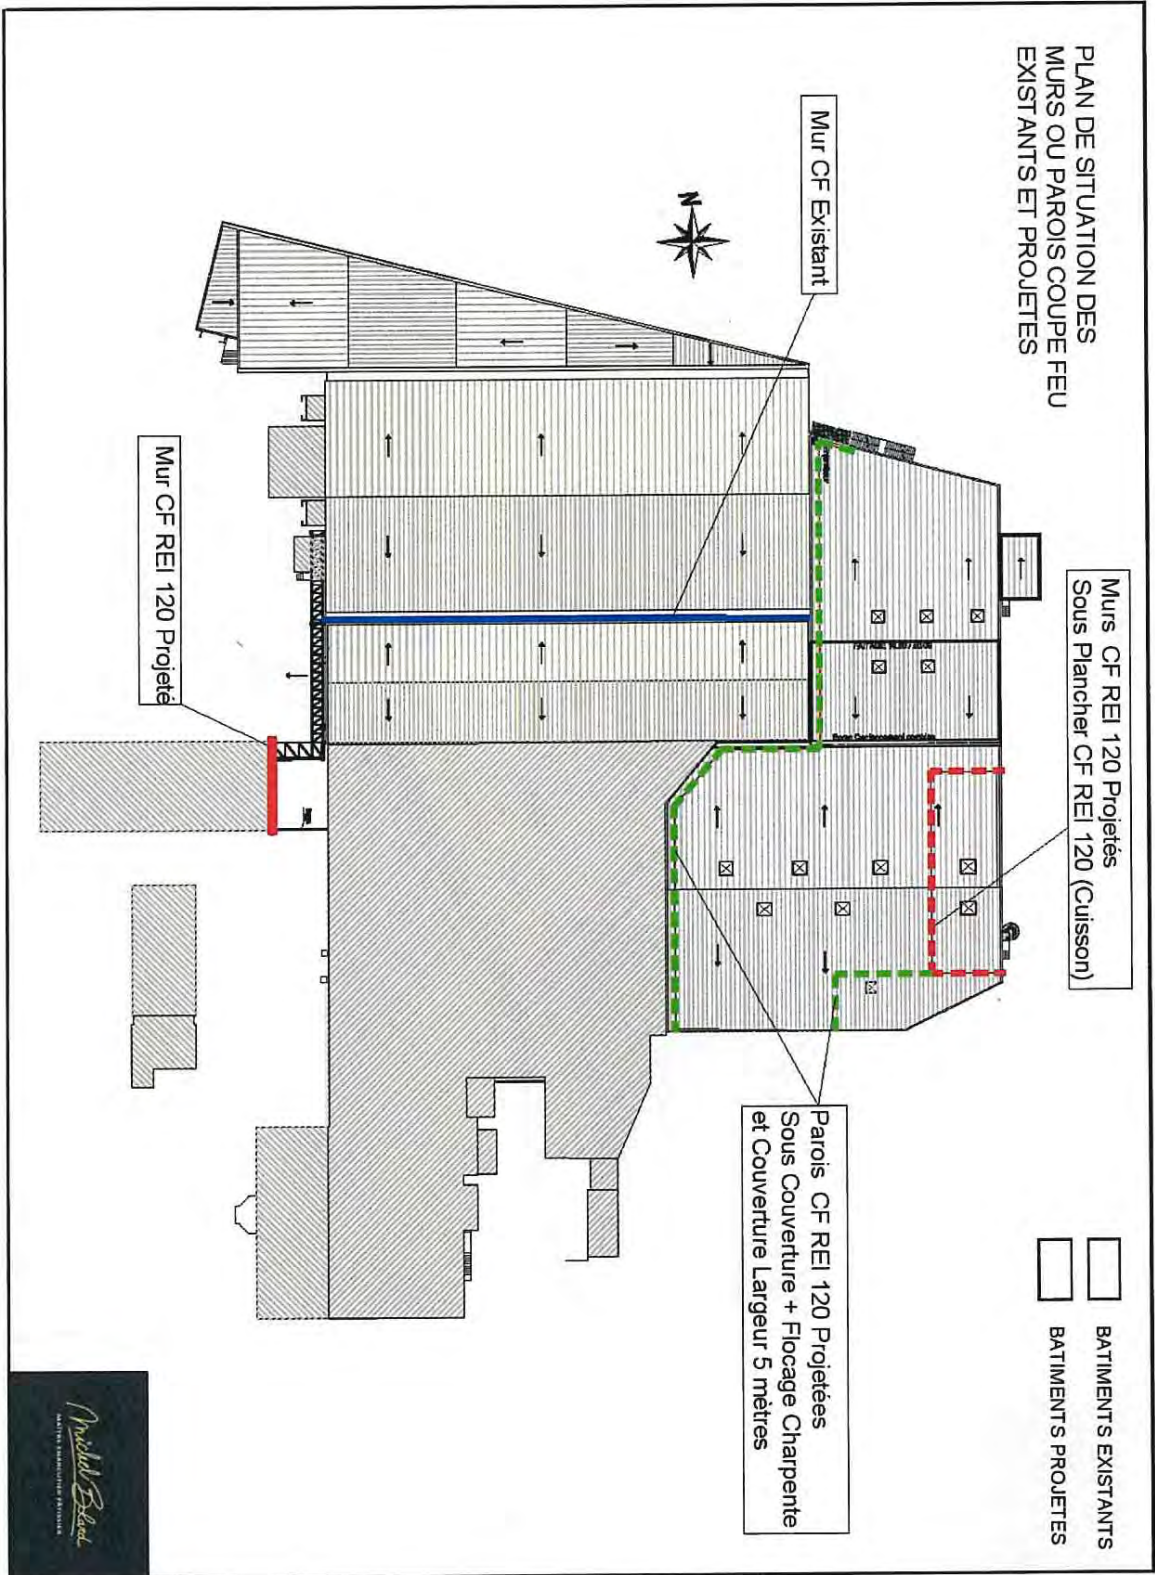 PLAN DE SITUATION DES
MURS OU PAROIS COUPE FEU
EXISTANTS ET PROJETES
BATIMENTS EXISTANTS
BATIMENTS PROJETES
Murs CF REI 120 Projetés
Sous Plancher CF REI 120 (Cuisson)
Mur CF Existant
N
Parois CF REI 120 Projetées
Sous Couverture + Flocage Charpente
et Couverture Largeur 5 mètres
Mur CF REI 120 Projeté